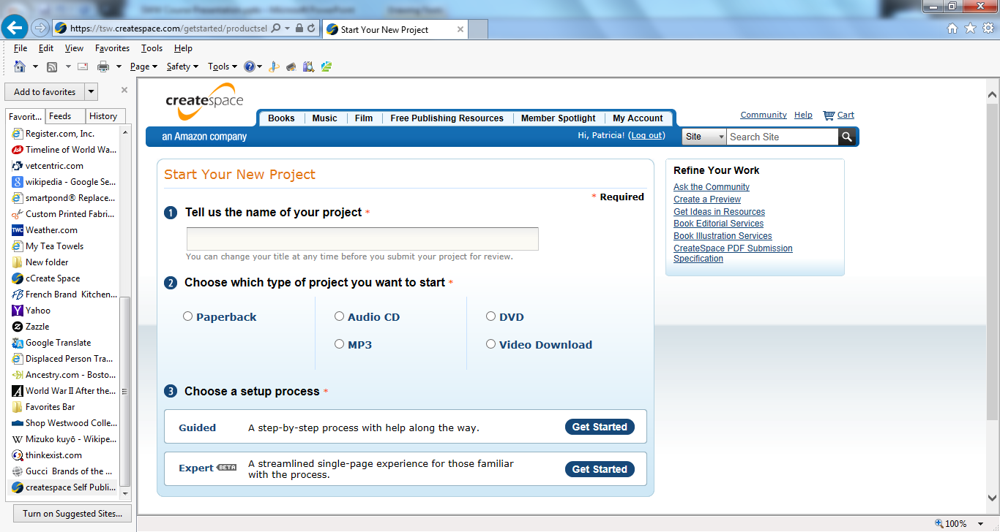 https://tsw.createspace.com/getstarted/productsel
Start Your New Project
File Edit View Favorites Tools Help
Page Safety Tools
Add to favorites
Favorit... Feeds History
Register.com, Inc.
Timeline of World Wa...
vetcentric.com
wikipedia - Google Se...
smartpond® Replace...
Custom Printed Fabri...
Weather.com
My Tea Towels
New folder
cCreate Space
French Brand Kitchen...
Yahoo
Zazzle
Google Translate
Displaced Person Tra...
Ancestry.com - Bosto...
World War II After the...
Favorites Bar
Shop Westwood Colle...
Mizuko kuyō - Wikipe...
thinkexist.com
Gucci Brands of the ...
createspace Self Publi...
Turn on Suggested Sites...
createspace
Books Music Film Free Publishing Resources Member Spotlight My Account
Community Help Cart
an Amazon company
Hi, Patricia! (Log out)
Site Search Site
Start Your New Project
* Required
1 Tell us the name of your project *
You can change your title at any time before you submit your project for review.
2 Choose which type of project you want to start *
Paperback Audio CD DVD
MP3 Video Download
3 Choose a setup process *
Guided A step-by-step process with help along the way. Get Started
Expert BETA A streamlined single-page experience for those familiar
with the process. Get Started
Refine Your Work
Ask the Community
Create a Preview
Get Ideas in Resources
Book Editorial Services
Book Illustration Services
CreateSpace PDF Submission
Specification
100%